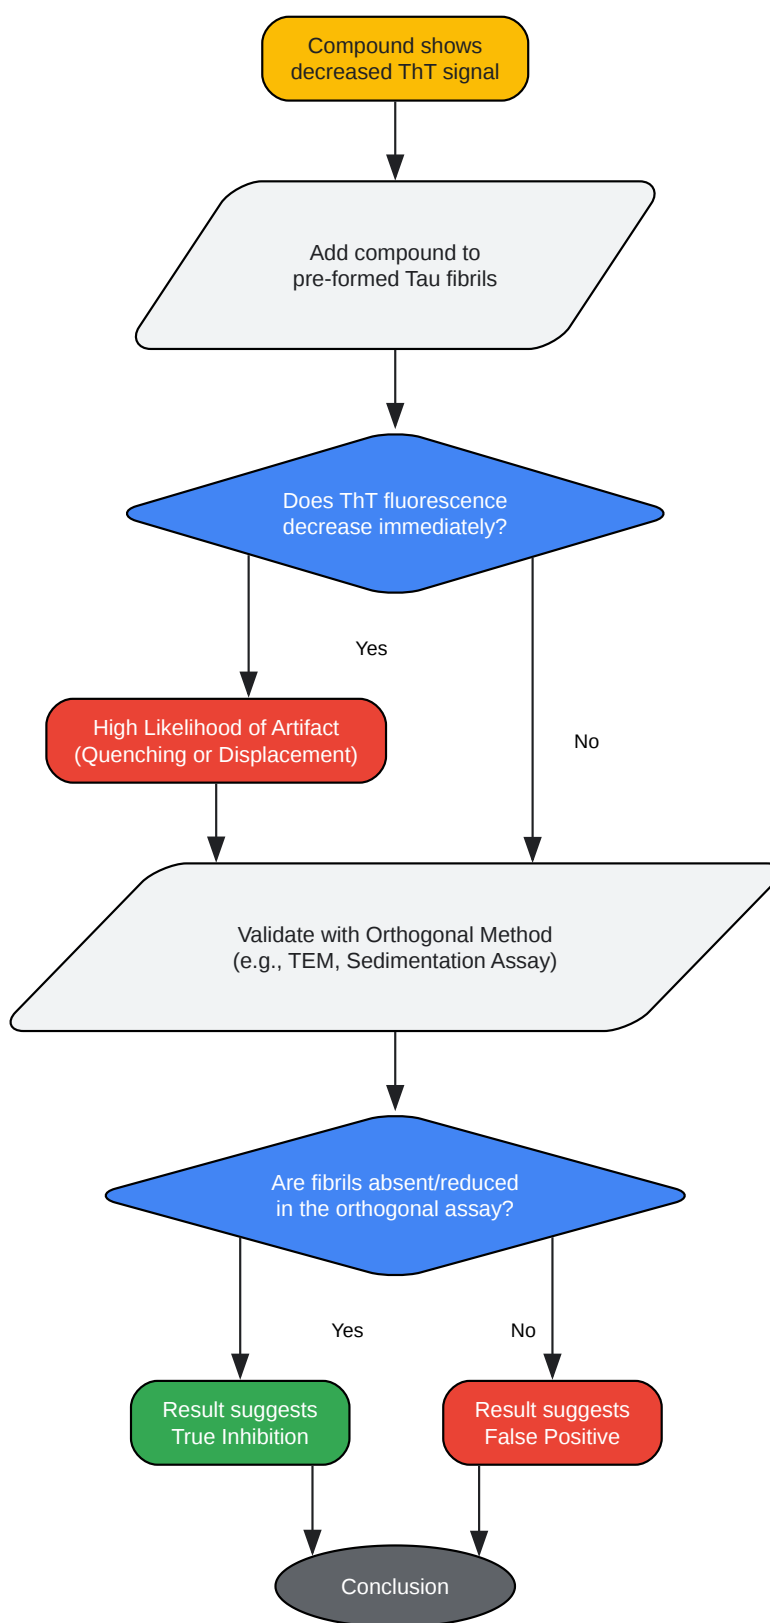 Compound shows
decreased ThT signal
Add compound to
pre-formed Tau fibrils
Does ThT fluorescence
decrease immediately?
Yes
High Likelihood of Artifact
(Quenching or Displacement)
No
Validate with Orthogonal Method
(e.g., TEM, Sedimentation Assay)
Are fibrils absent/reduced
in the orthogonal assay?
Yes
No
Result suggests
True Inhibition
Result suggests
False Positive
Conclusion